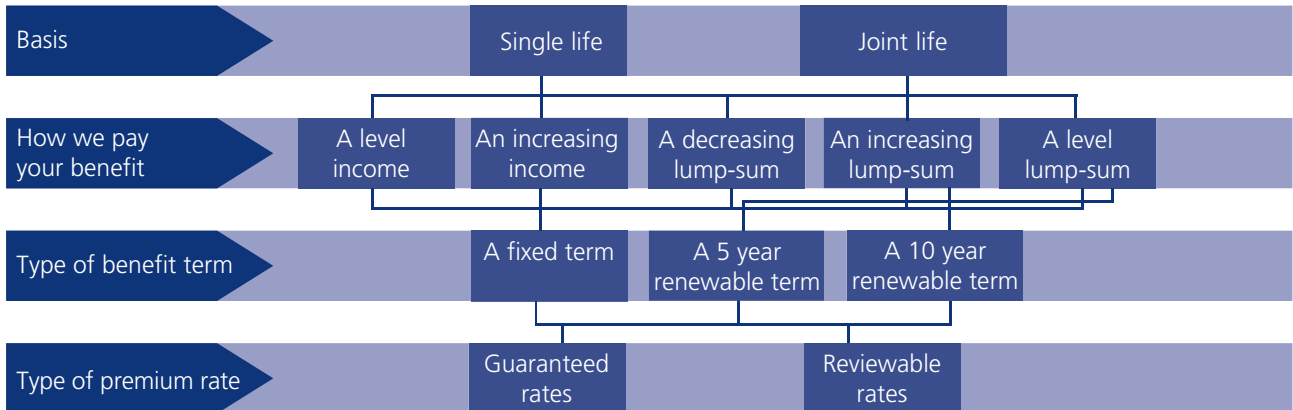 Basis
Single life
Joint life
How we pay
your benefit
A level
income
An increasing
income
A decreasing
lump-sum
An increasing
lump-sum
A level
lump-sum
Type of benefit term
A fixed term
A 5 year
renewable term
A 10 year
renewable term
Type of premium rate
Guaranteed
rates
Reviewable
rates